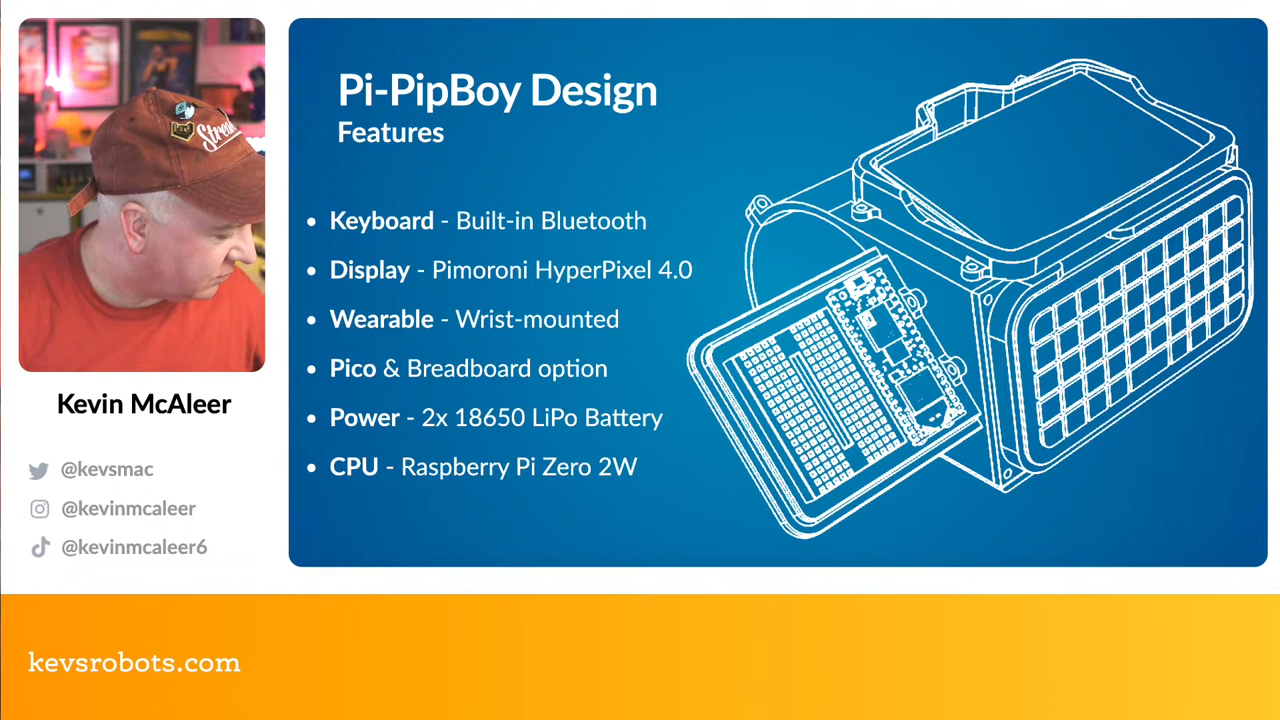 Pi-PipBoy Design
Features
Keyboard - Built-in Bluetooth
Display - Pimoroni HyperPixel 4.0
Wearable - Wrist-mounted
Pico & Breadboard option
Power - 2x 18650 LiPo Battery
CPU - Raspberry Pi Zero 2W
Kevin McAleer
@kevsmac
@kevinmcaleer
@kevinmcaleer6
kevsrobots.com